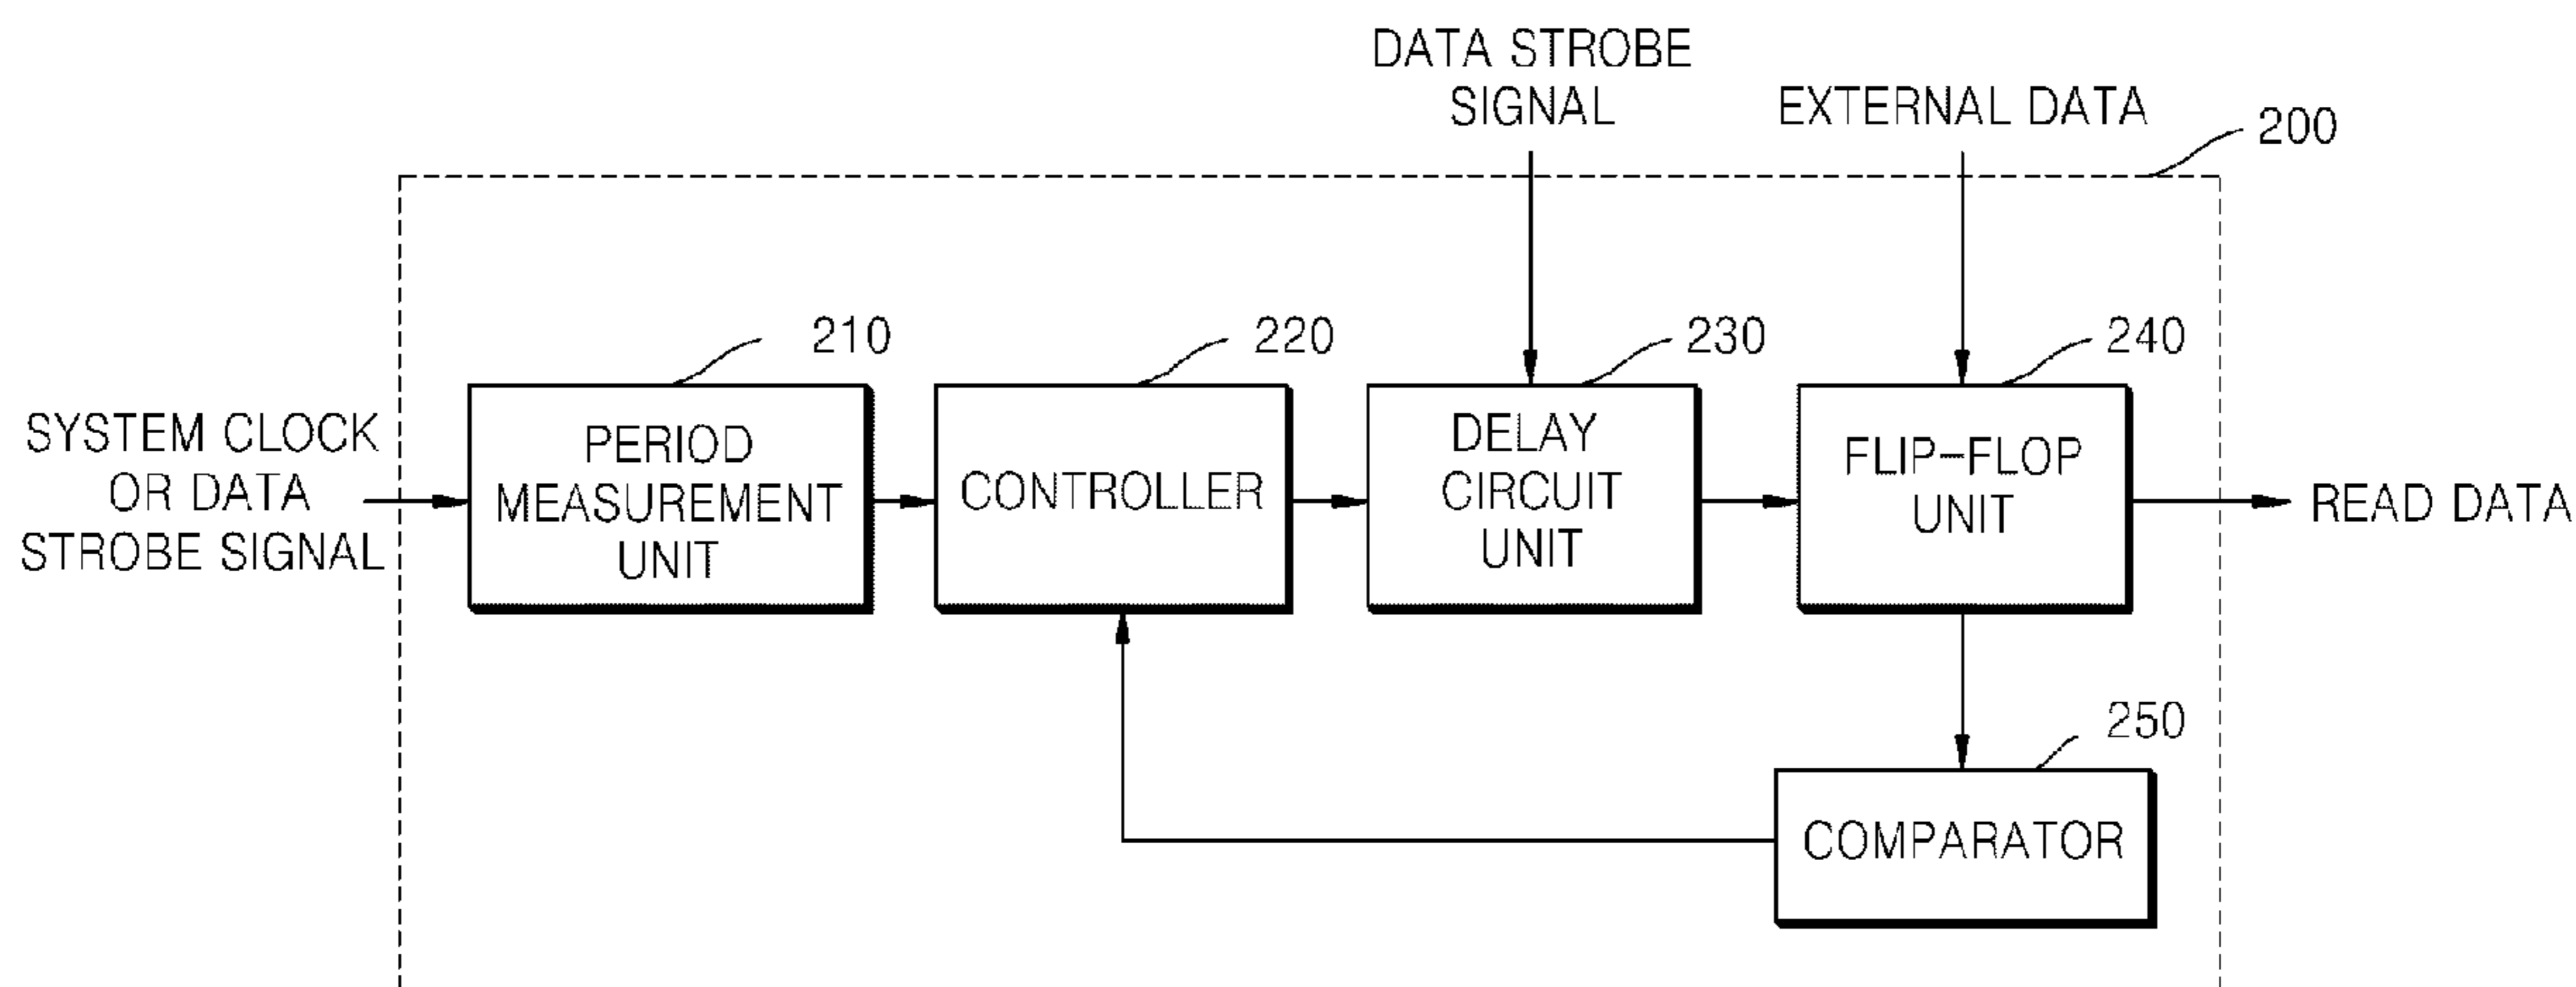 DATA STROBE
SIGNAL
EXTERNAL DATA
200
210
220
230
240
SYSTEM CLOCK
OR DATA
STROBE SIGNAL
PERIOD
MEASUREMENT
UNIT
CONTROLLER
DELAY
CIRCUIT
UNIT
FLIP-FLOP
UNIT
READ DATA
250
COMPARATOR